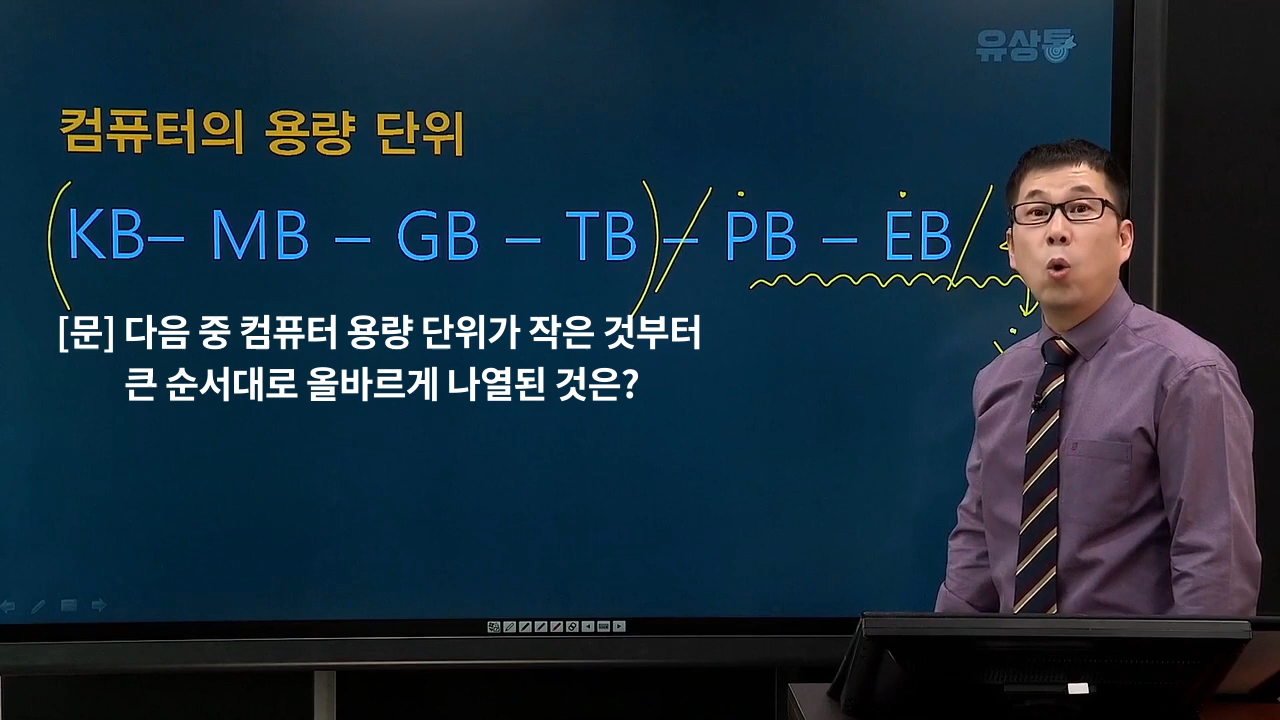 유상통
컴퓨터의 용량 단위
KB– MB – GB – TB – PB – EB
[문] 다음 중 컴퓨터 용량 단위가 작은 것부터
큰 순서대로 올바르게 나열된 것은?